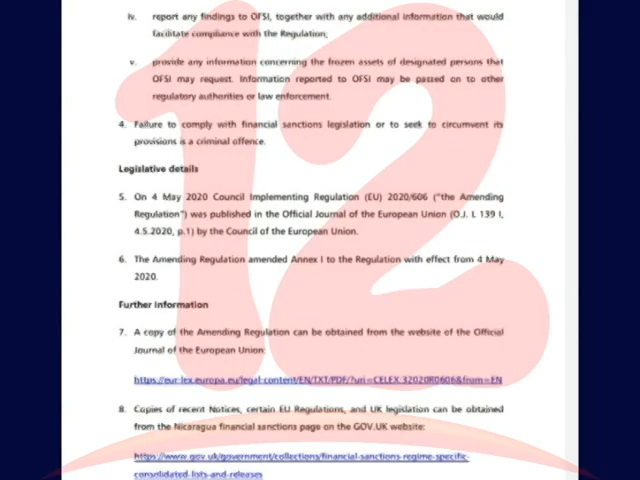 iv. report any findings to OFSI, together with any additional information that would
facilitate compliance with the Regulation;
v. provide any information concerning the frozen assets of designated persons that
OFSI may request. Information reported to OFSI may be passed on to other
regulatory authorities or law enforcement.
4. Failure to comply with financial sanctions legislation or to seek to circumvent its
provisions is a criminal offence.
Legislative details
5. On 4 May 2020 Council Implementing Regulation (EU) 2020/606 (“the Amending
Regulation”) was published in the Official Journal of the European Union (O.J. L 139 I,
4.5.2020, p.1) by the Council of the European Union.
6. The Amending Regulation amended Annex I to the Regulation with effect from 4 May
2020.
Further Information
7. A copy of the Amending Regulation can be obtained from the website of the Official
Journal of the European Union:
https://eur-lex.europa.eu/legal-content/EN/TXT/PDF/?uri=CELEX:32020R0606&from=EN
8. Copies of recent Notices, certain EU Regulations, and UK legislation can be obtained
from the Nicaragua financial sanctions page on the GOV.UK website:
https://www.gov.uk/government/collections/financial-sanctions-regime-specific-
consolidated-lists-and-releases
12